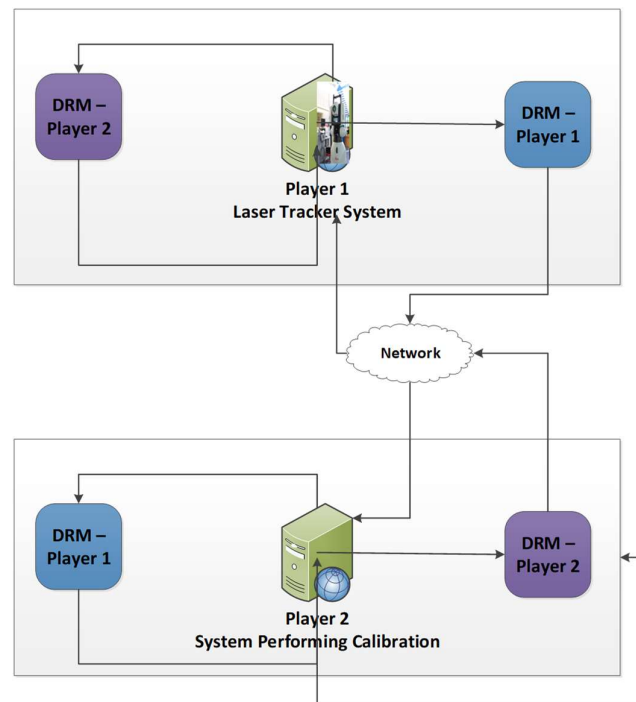 DRM –
Player 2
DRM –
Player 1
Player 1
Laser Tracker System
Network
DRM –
Player 1
DRM –
Player 2
Player 2
System Performing Calibration